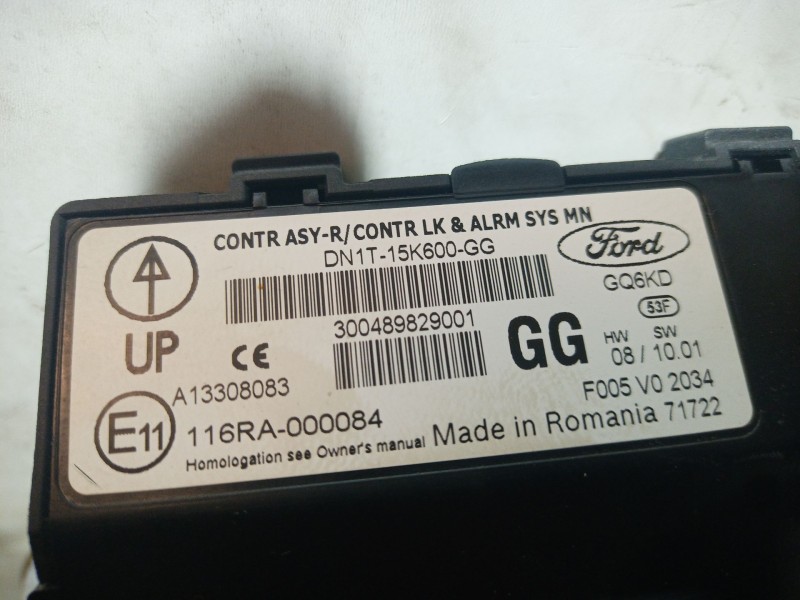 CONTR ASY-R/CONTR LK & ALRM SYS MN
DN1T-15K600-GG
Ford
GQ6KD
53F
300489829001
GG
HW SW
08 / 10.01
UP
CE
A13308083
F005 V0 2034
E11
116RA-000084
Made in Romania 71722
Homologation see Owner's manual